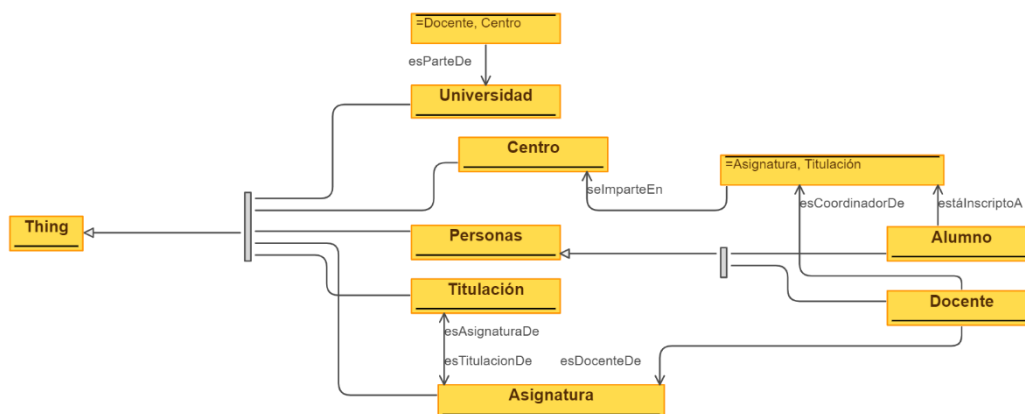 =Docente, Centro
esParteDe
Universidad
Centro
=Asignatura, Titulación
seImparteEn
esCoordinadorDe
estáInscriptoA
Thing
Personas
Alumno
Titulación
Docente
esAsignaturaDe
esTitulacionDe
esDocenteDe
Asignatura